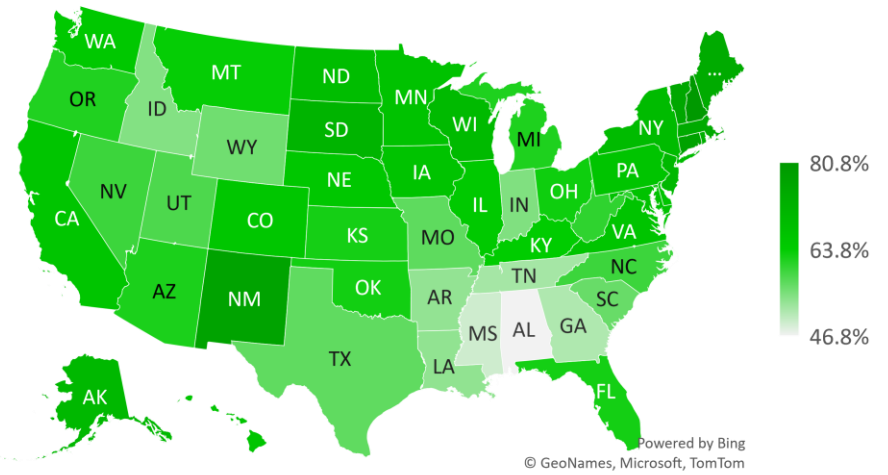 WA
MT
ND
MN
...
OR
ID
SD
WI
MI
NY
WY
IA
PA
NE
80.8%
NV
UT
CO
IL
IN
OH
CA
KS
MO
KY
VA
63.8%
AZ
NM
OK
AR
TN
NC
SC
MS
AL
GA
46.8%
TX
LA
AK
FL
Powered by Bing
© GeoNames, Microsoft, TomTom